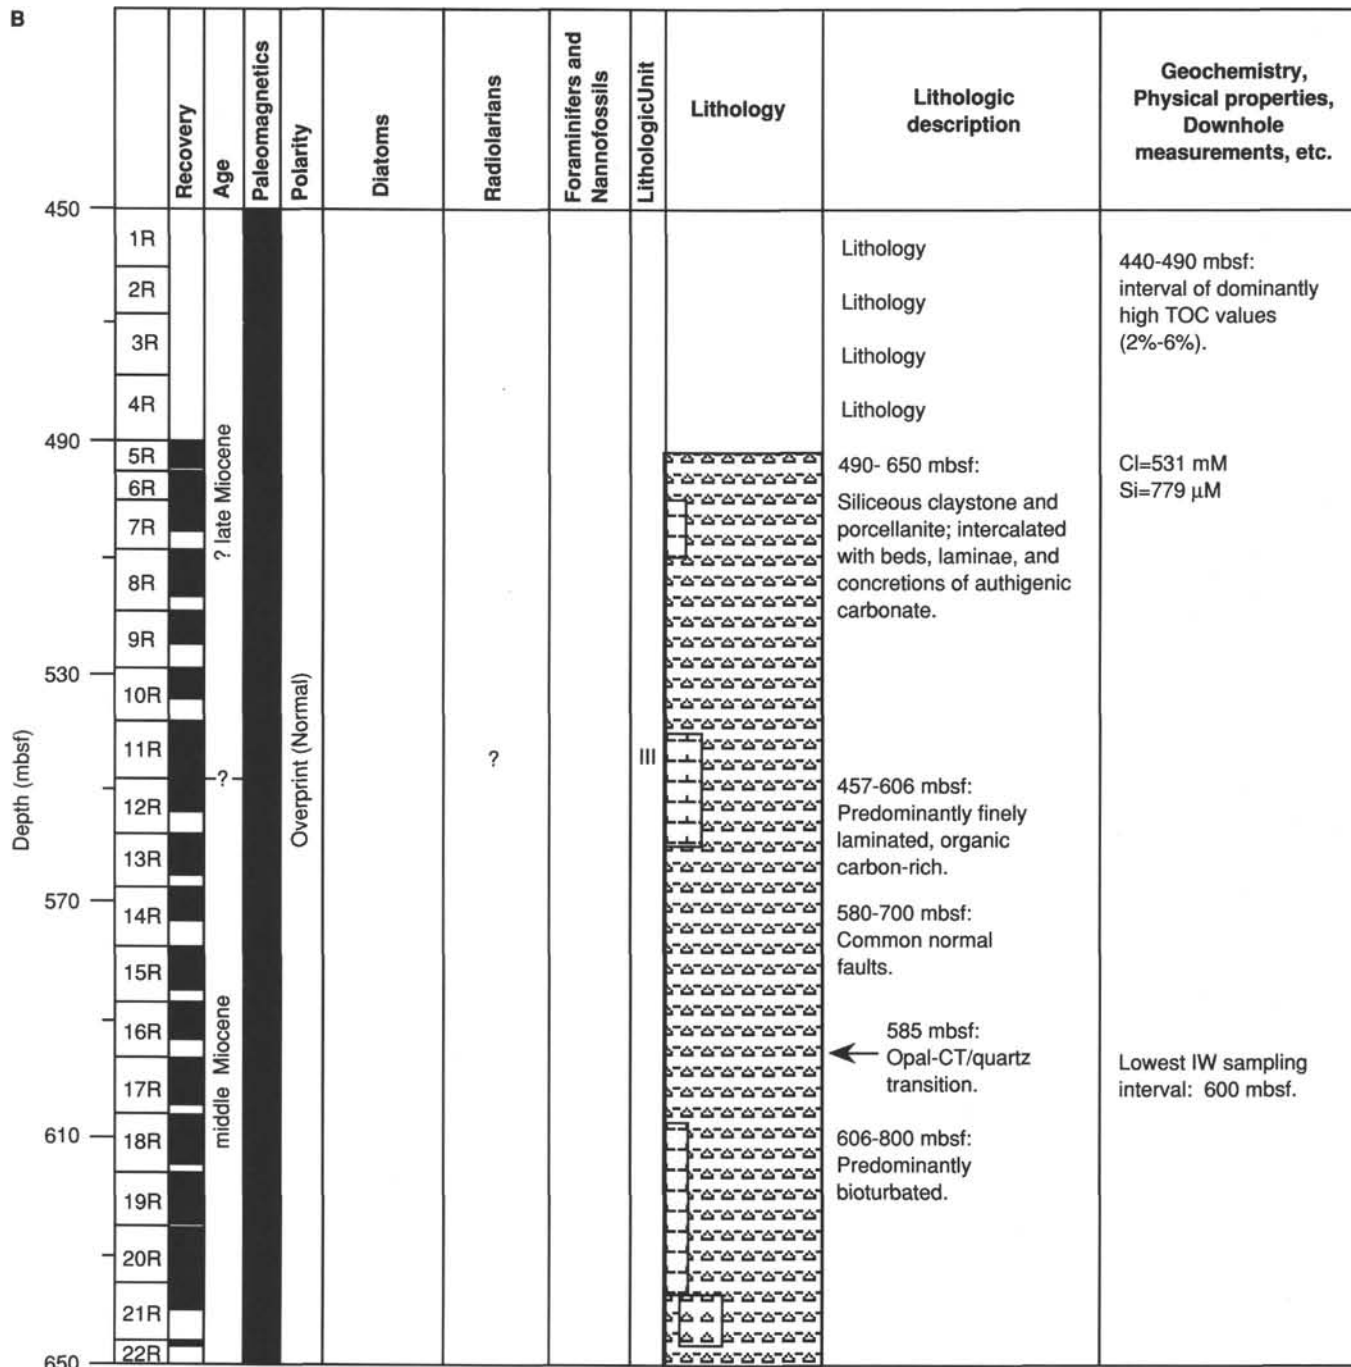 B
Recovery
Age
Paleomagnetics
Polarity
Diatoms
Radiolarians
Foraminifers and
Nannofossils
LithologicUnit
Lithology
Lithologic
description
Geochemistry,
Physical properties,
Downhole
measurements, etc.
Depth (mbsf)
450
490
530
570
610
650
1R
2R
3R
4R
5R
6R
7R
8R
9R
10R
11R
12R
13R
14R
15R
16R
17R
18R
19R
20R
21R
22R
? late Miocene
?
middle Miocene
Overprint (Normal)
?
III
Lithology
Lithology
Lithology
Lithology
490- 650 mbsf:
Siliceous claystone and
porcellanite; intercalated
with beds, laminae, and
concretions of authigenic
carbonate.
457-606 mbsf:
Predominantly finely
laminated, organic
carbon-rich.
580-700 mbsf:
Common normal
faults.
585 mbsf:
Opal-CT/quartz
transition.
606-800 mbsf:
Predominantly
bioturbated.
440-490 mbsf:
interval of dominantly
high TOC values
(2%-6%).
Cl=531 mM
Si=779 µM
Lowest IW sampling
interval: 600 mbsf.